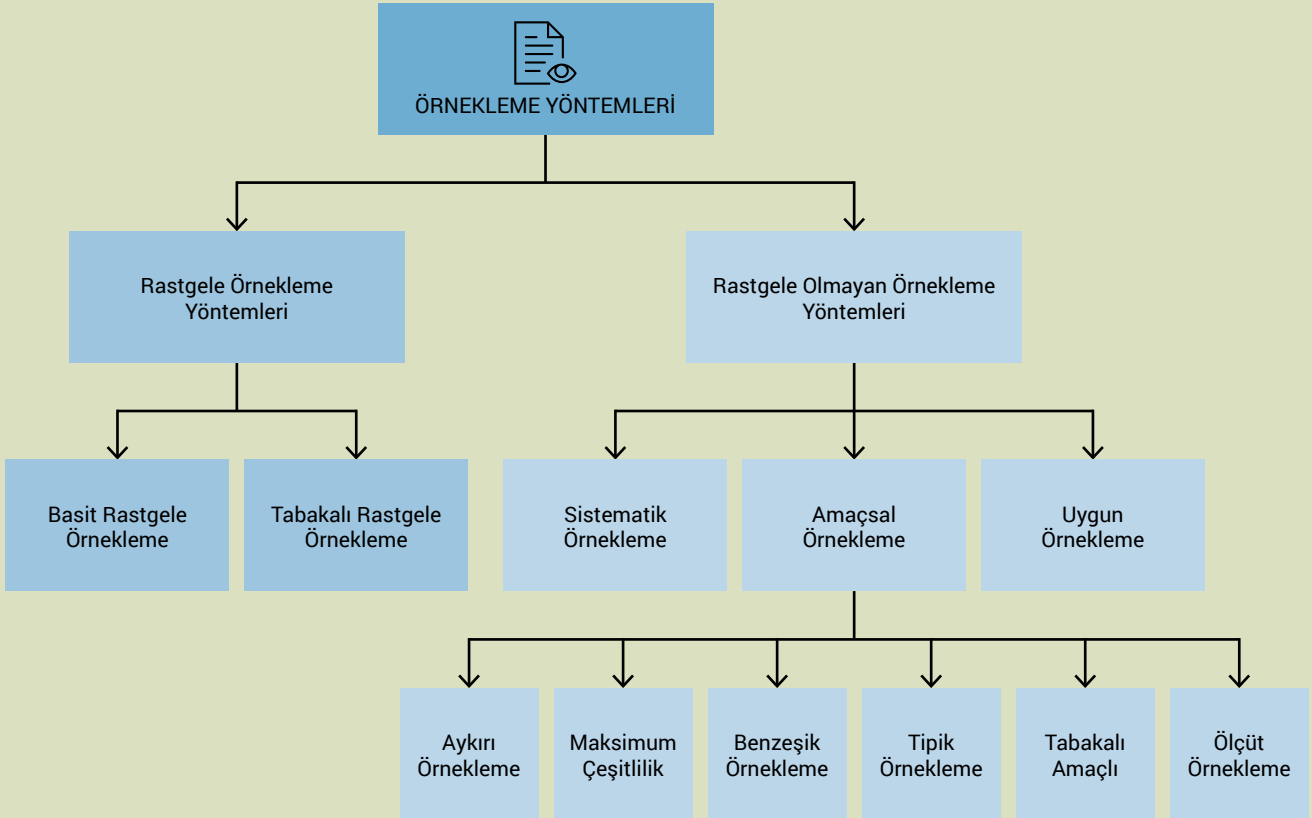 ÖRNEKLEME YÖNTEMLERİ
Rastgele Örnekleme
Yöntemleri
Rastgele Olmayan Örnekleme
Yöntemleri
Basit Rastgele
Örnekleme
Tabakalı Rastgele
Örnekleme
Sistematik
Örnekleme
Amaçsal
Örnekleme
Uygun
Örnekleme
Aykırı
Örnekleme
Maksimum
Çeşitlilik
Benzeşik
Örnekleme
Tipik
Örnekleme
Tabakalı
Amaçlı
Ölçüt
Örnekleme